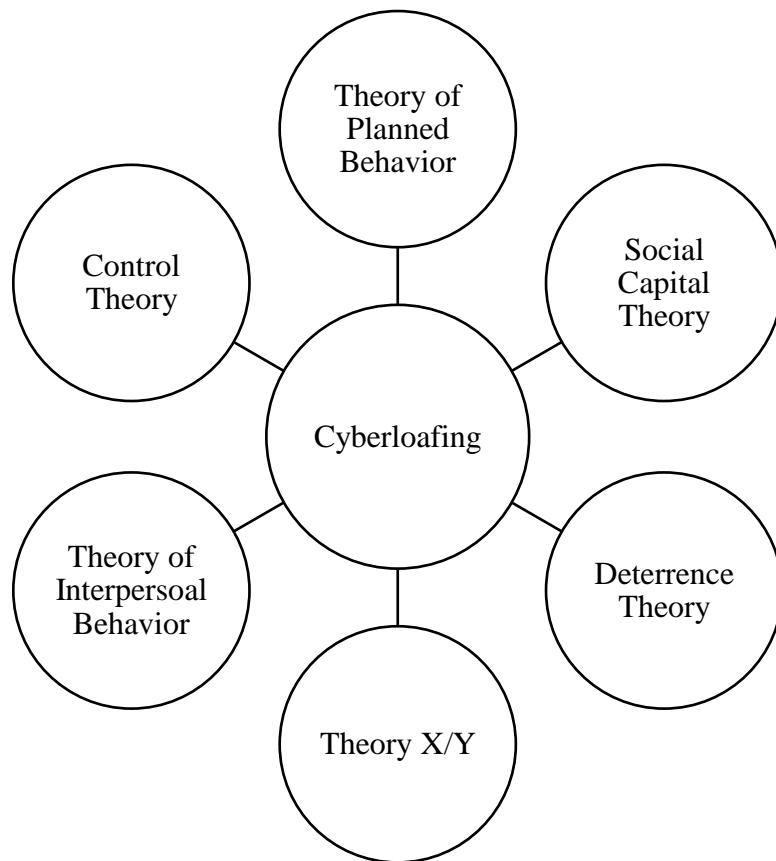 Theory of
Planned
Behavior
Control
Theory
Social
Capital
Theory
Cyberloafing
Theory of
Interpersoal
Behavior
Deterrence
Theory
Theory X/Y